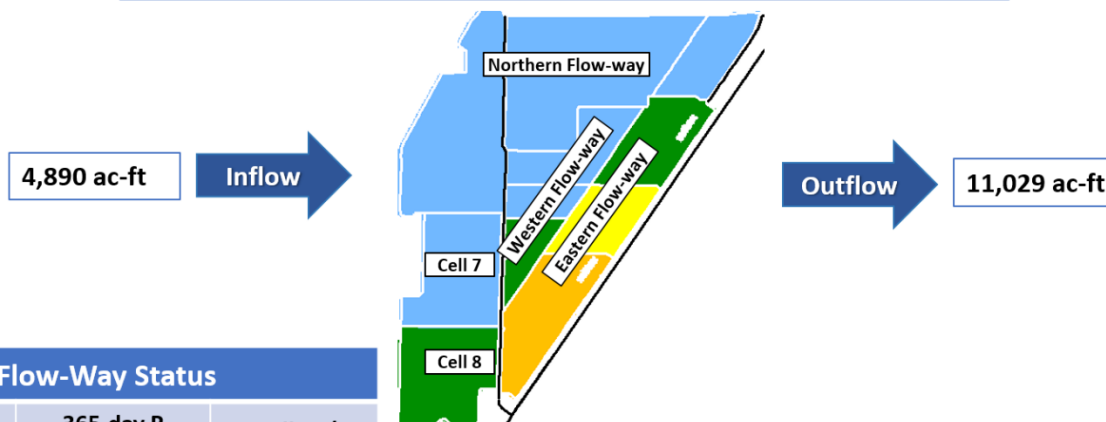 Northern Flow-way
4,890 ac-ft
Inflow
Western Flow-way
Eastern Flow-way
Outflow
11,029 ac-ft
Cell 7
Cell 8
Flow-Way Status
365-day P